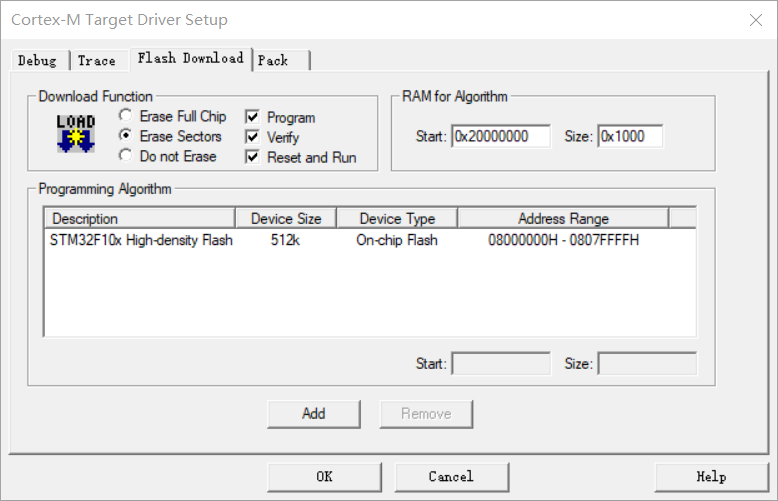 Cortex-M Target Driver Setup
Debug Trace Flash Download Pack
Download Function
LOAD
Erase Full Chip
Erase Sectors
Do not Erase
Program
Verify
Reset and Run
RAM for Algorithm
Start: 0x20000000 Size: 0x1000
Programming Algorithm
Description Device Size Device Type Address Range
STM32F10x High-density Flash 512k On-chip Flash 08000000H - 0807FFFFH
Start: Size:
Add Remove
OK Cancel Help